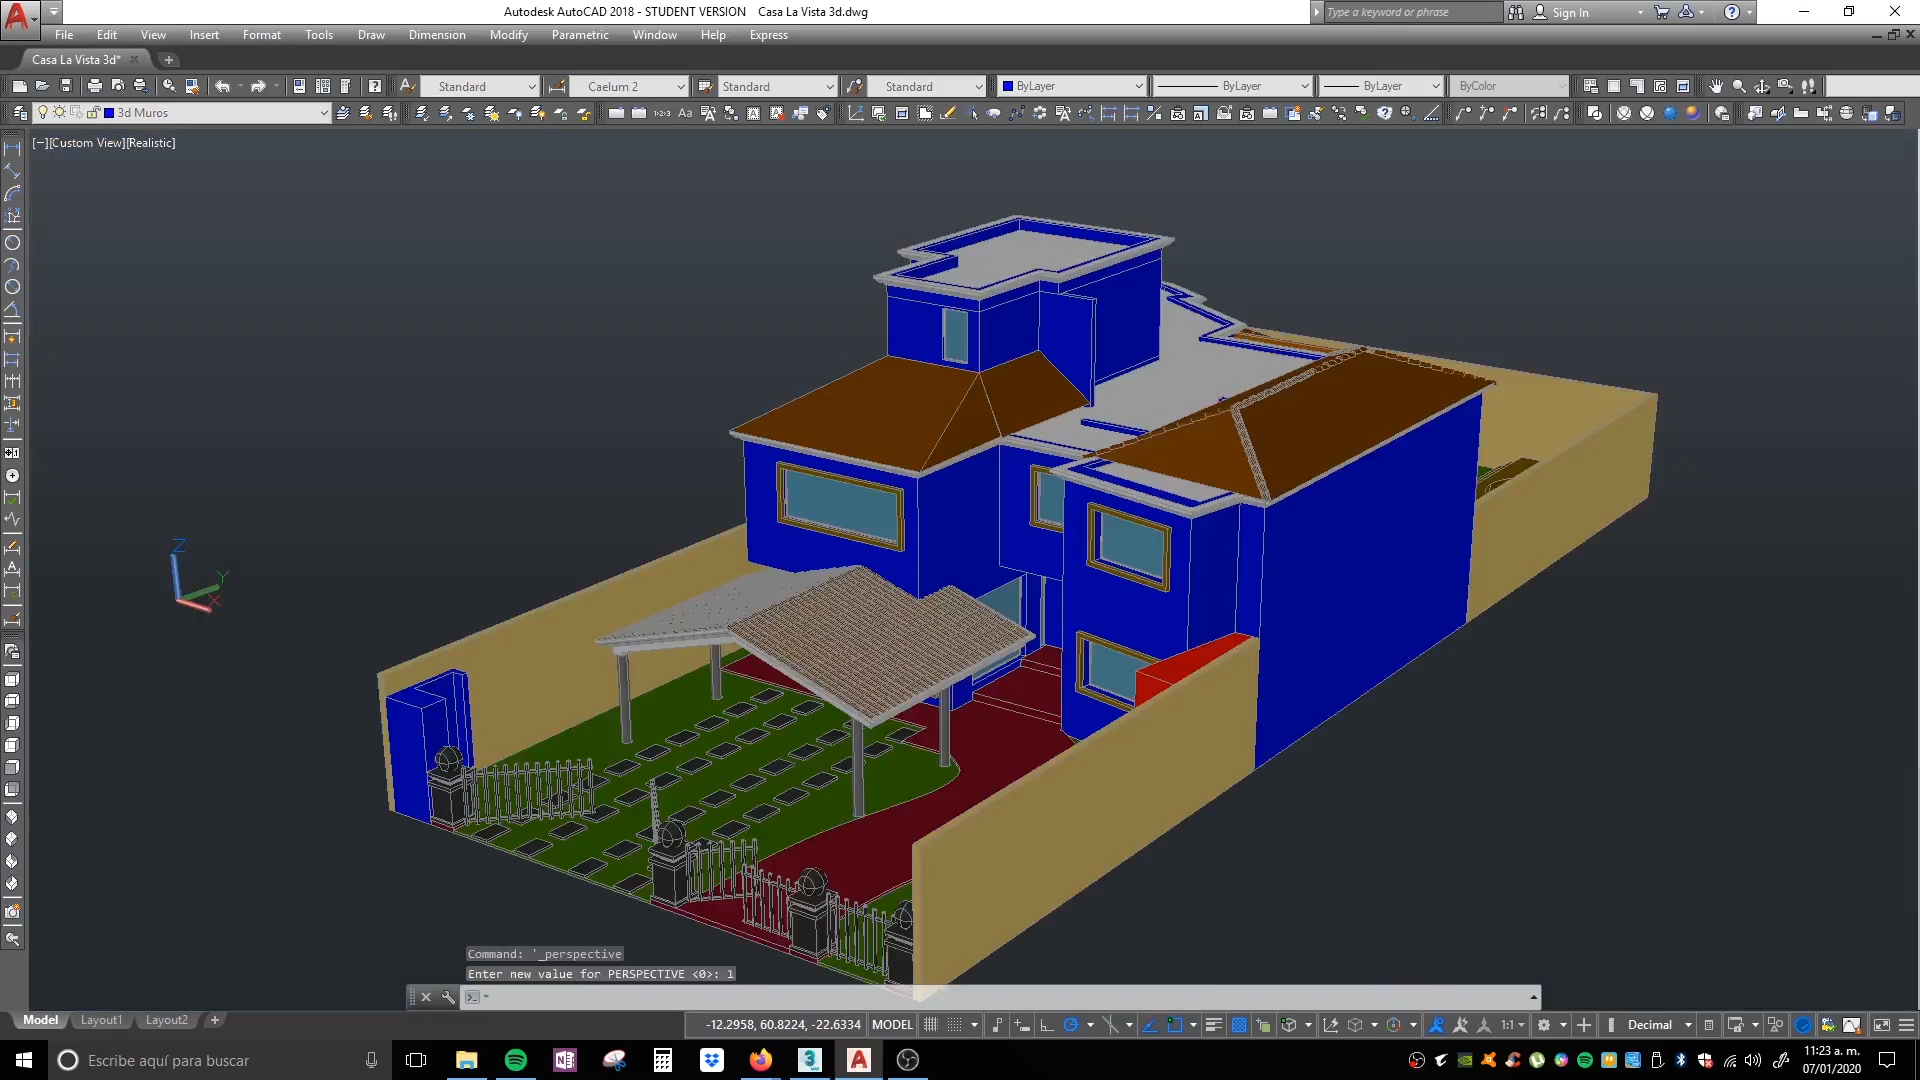 Autodesk AutoCAD 2018 - STUDENT VERSION Casa La Vista 3d.dwg
Type a keyword or phrase
Sign In
File Edit View Insert Format Tools Draw Dimension Modify Parametric Window Help Express
Casa La Vista 3d*
Standard Caelum 2 Standard Standard ByLayer ByLayer ByLayer ByColor
3d Muros
[−][Custom View][Realistic]
Z
Y
X
Command: '_perspective
Enter new value for PERSPECTIVE <0>: 1
Model Layout1 Layout2
-12.2958, 60.8224, -22.6334 MODEL 1:1 Decimal
Escribe aquí para buscar
11:23 a. m.
07/01/2020